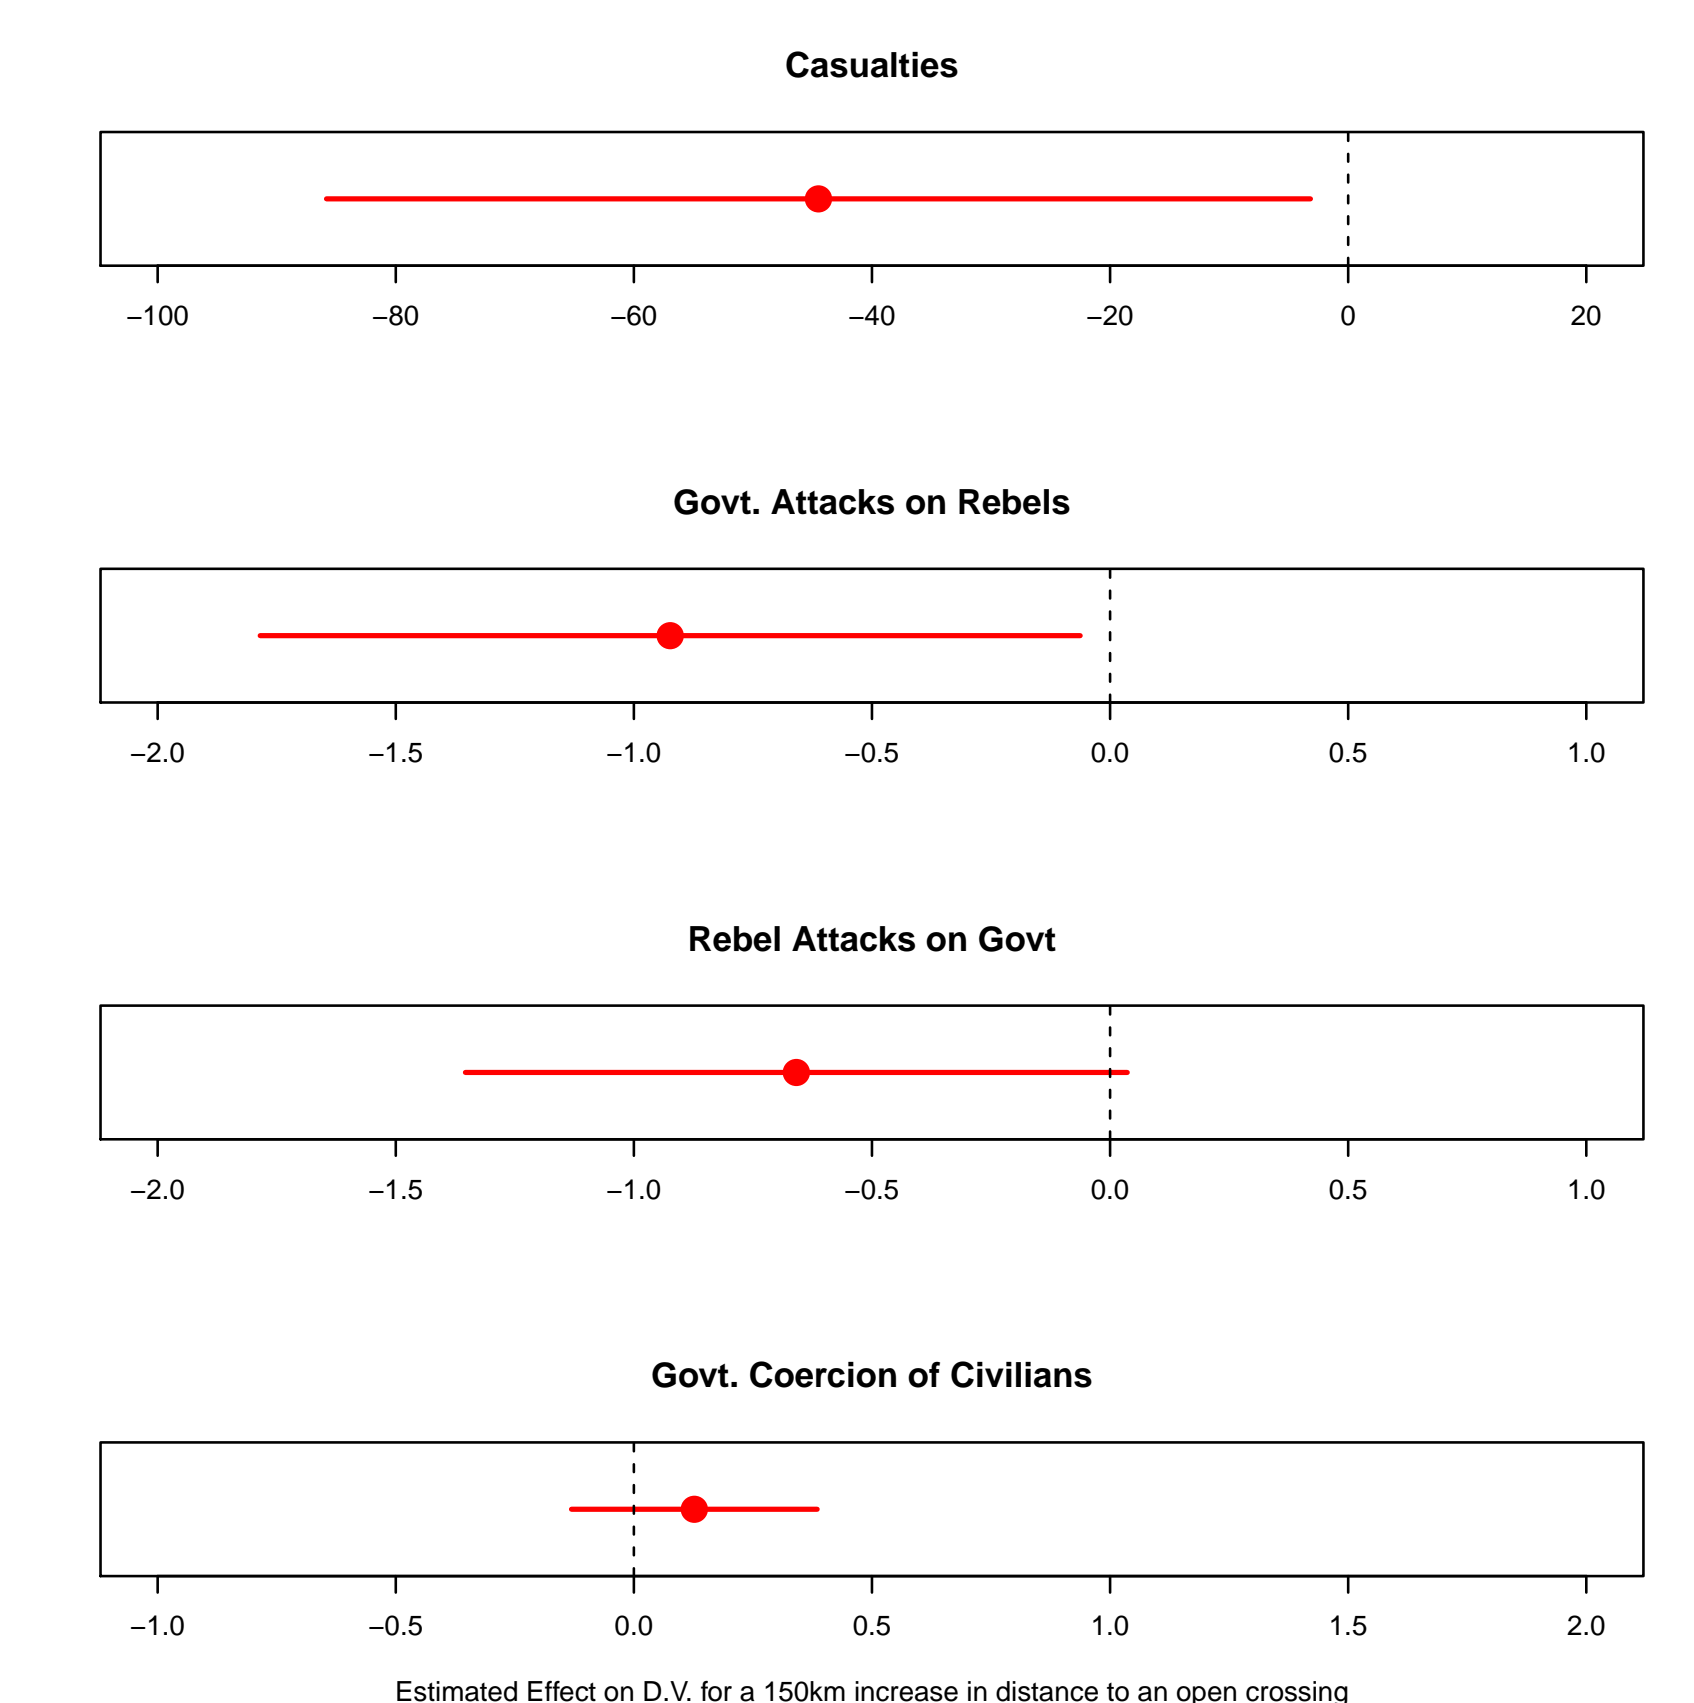 Casualties
−100 −80 −60 −40 −20 0 20
Govt. Attacks on Rebels
−2.0 −1.5 −1.0 −0.5 0.0 0.5 1.0
Rebel Attacks on Govt
−2.0 −1.5 −1.0 −0.5 0.0 0.5 1.0
Govt. Coercion of Civilians
−1.0 −0.5 0.0 0.5 1.0 1.5 2.0
Estimated Effect on D.V. for a 150km increase in distance to an open crossing